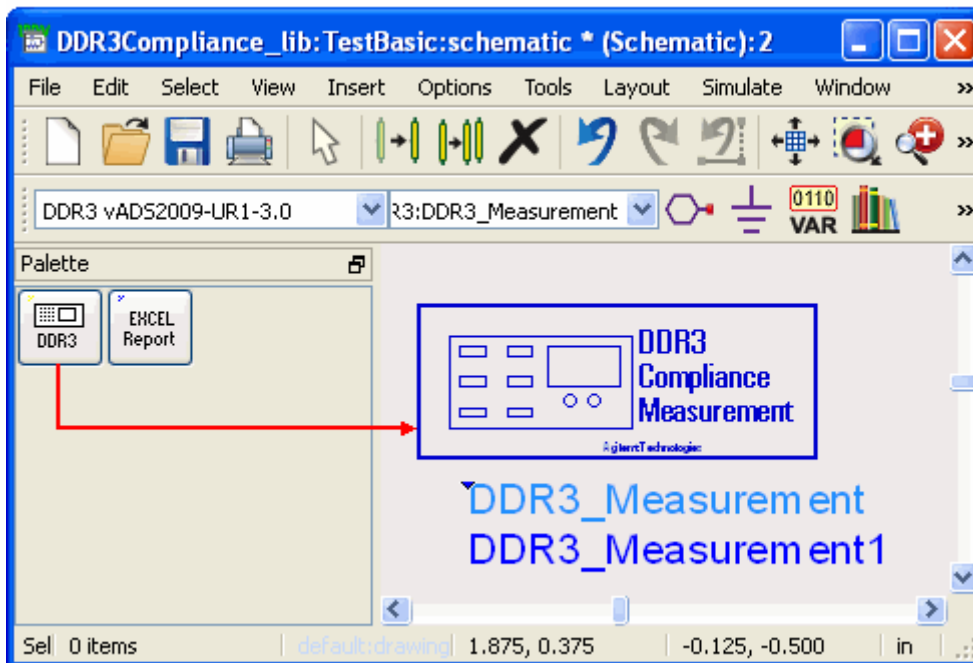 DDR3Compliance_lib:TestBasic:schematic * (Schematic):2
File Edit Select View Insert Options Tools Layout Simulate Window »
»
DDR3 vADS2009-UR1-3.0 R3:DDR3_Measurement 0110 VAR »
Palette
DDR3
EXCEL
Report
DDR3
Compliance
Measurement
Agilent Technologies
DDR3_Measurement
DDR3_Measurement1
Sel 0 items default:drawing 1.875, 0.375 -0.125, -0.500 in